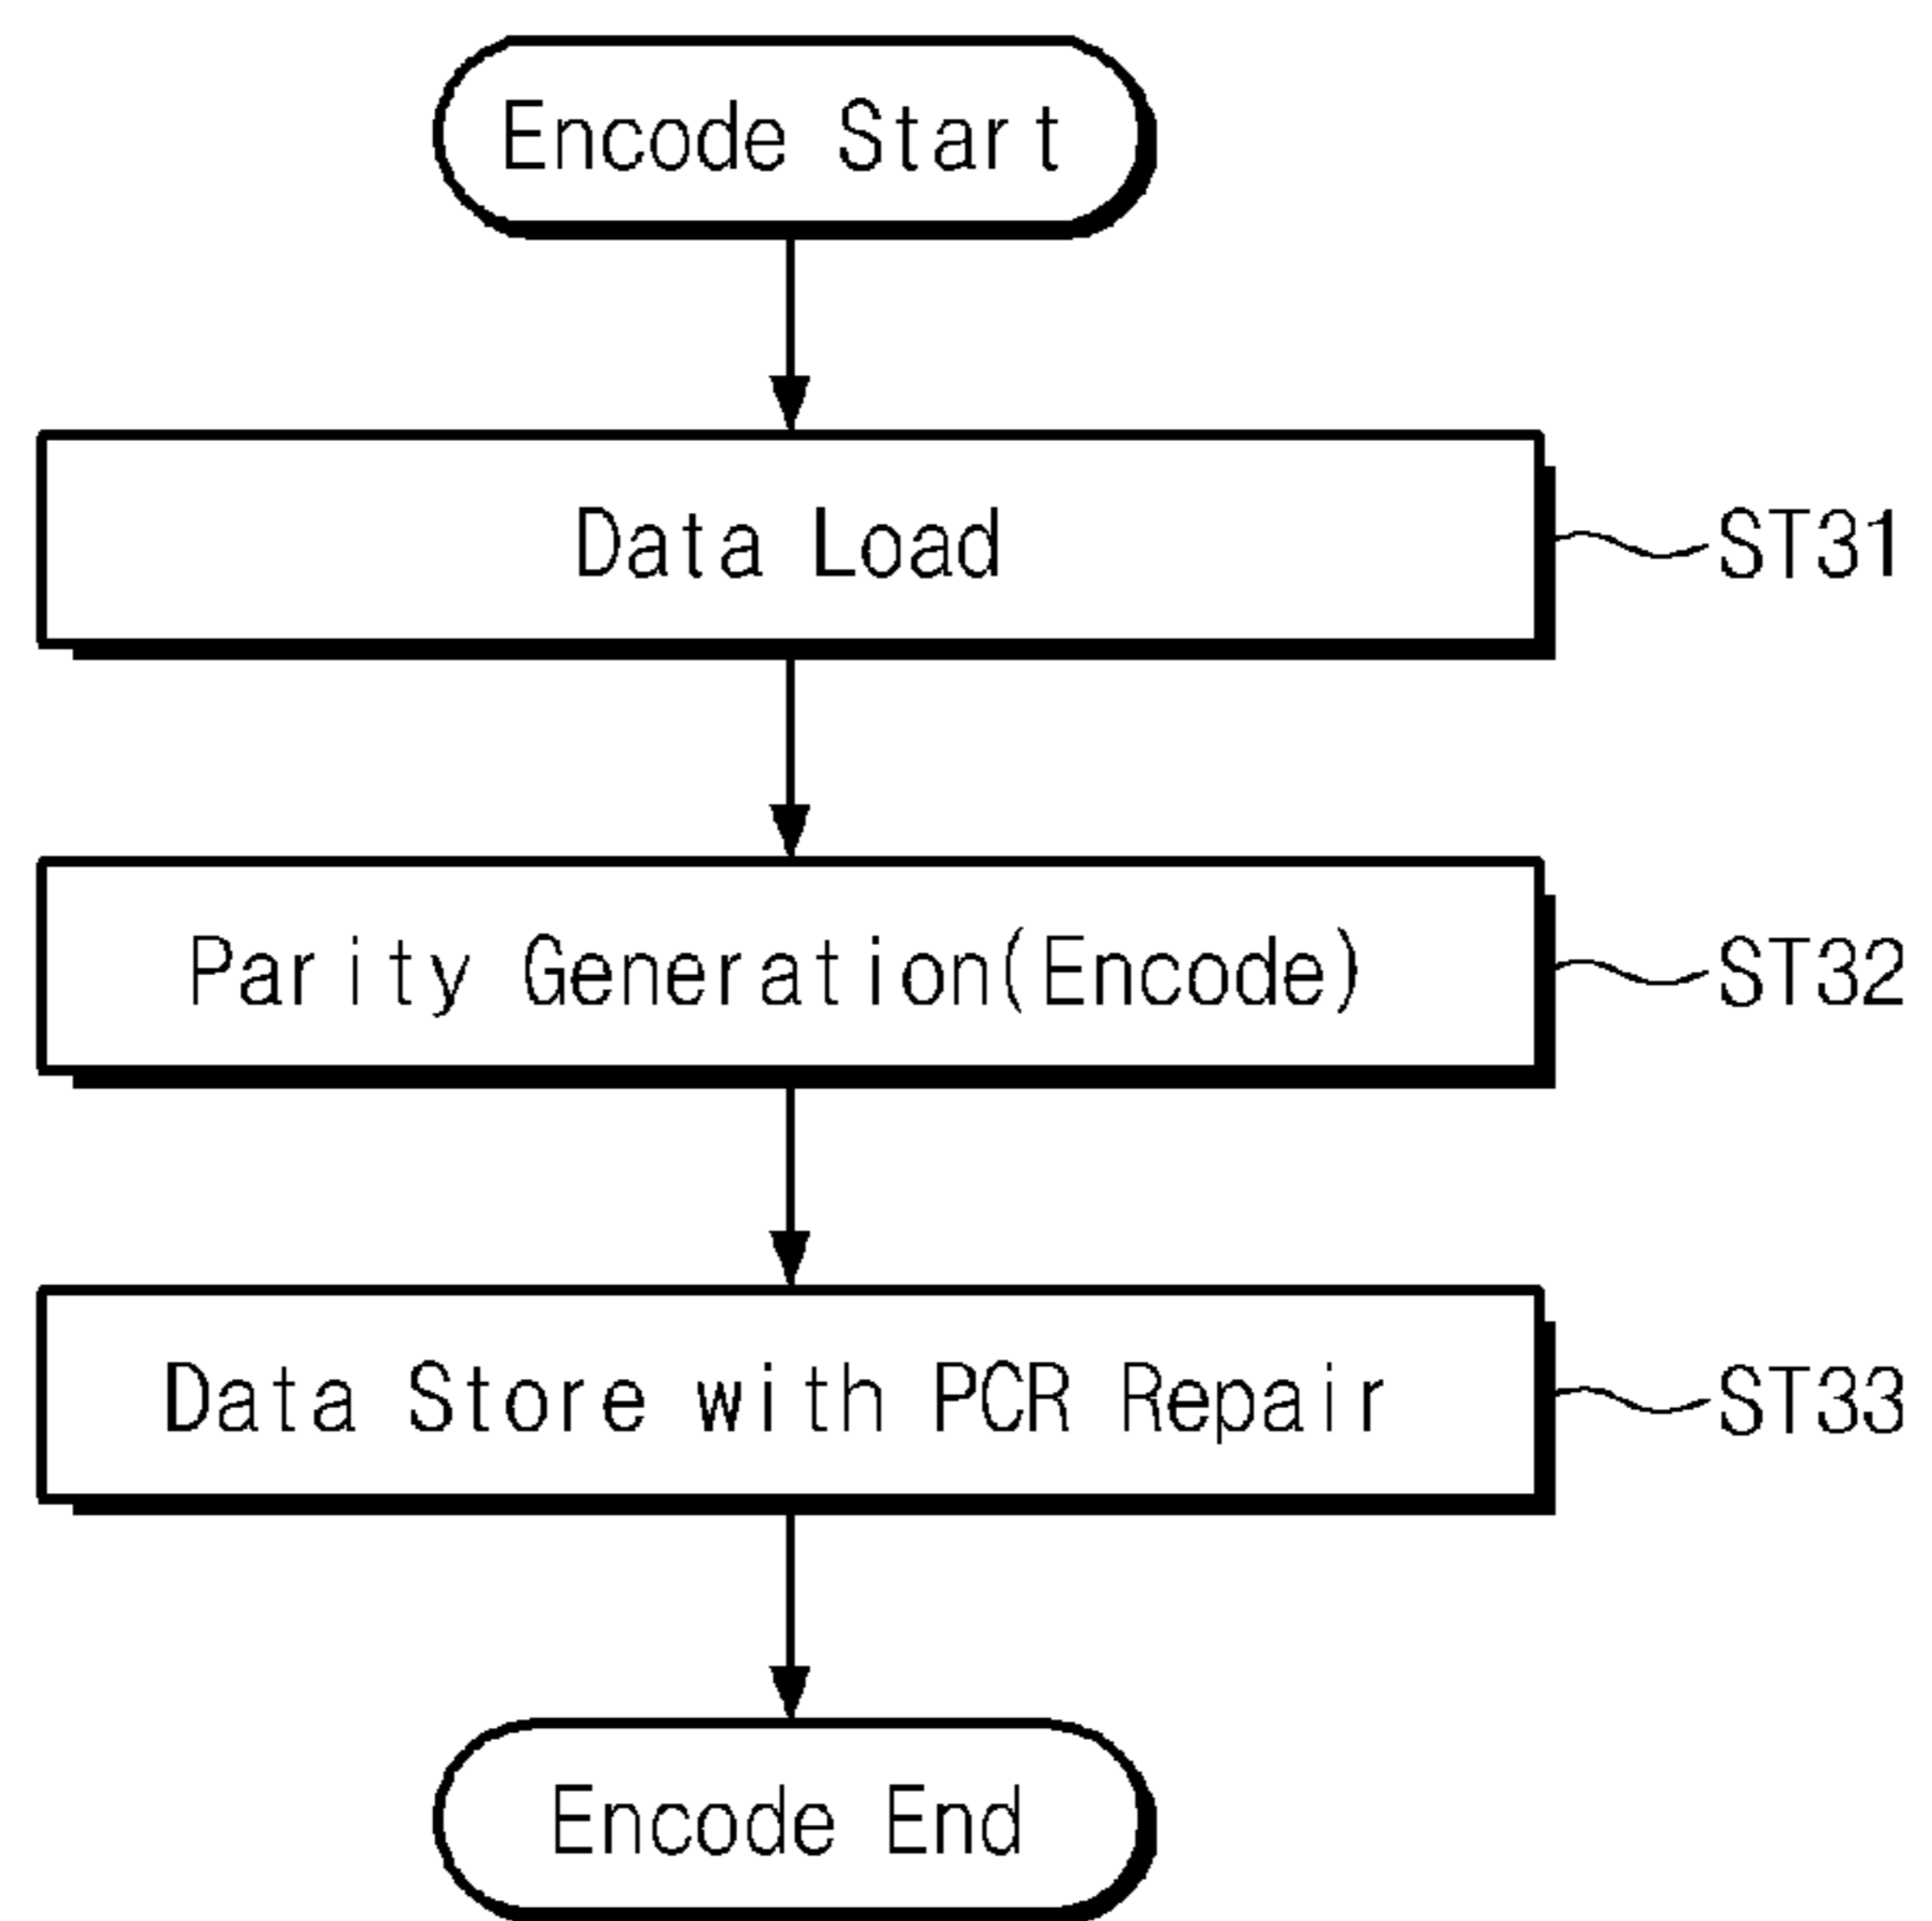 Encode Start
Data Load
ST31
Parity Generation(Encode)
ST32
Data Store with PCR Repair
ST33
Encode End